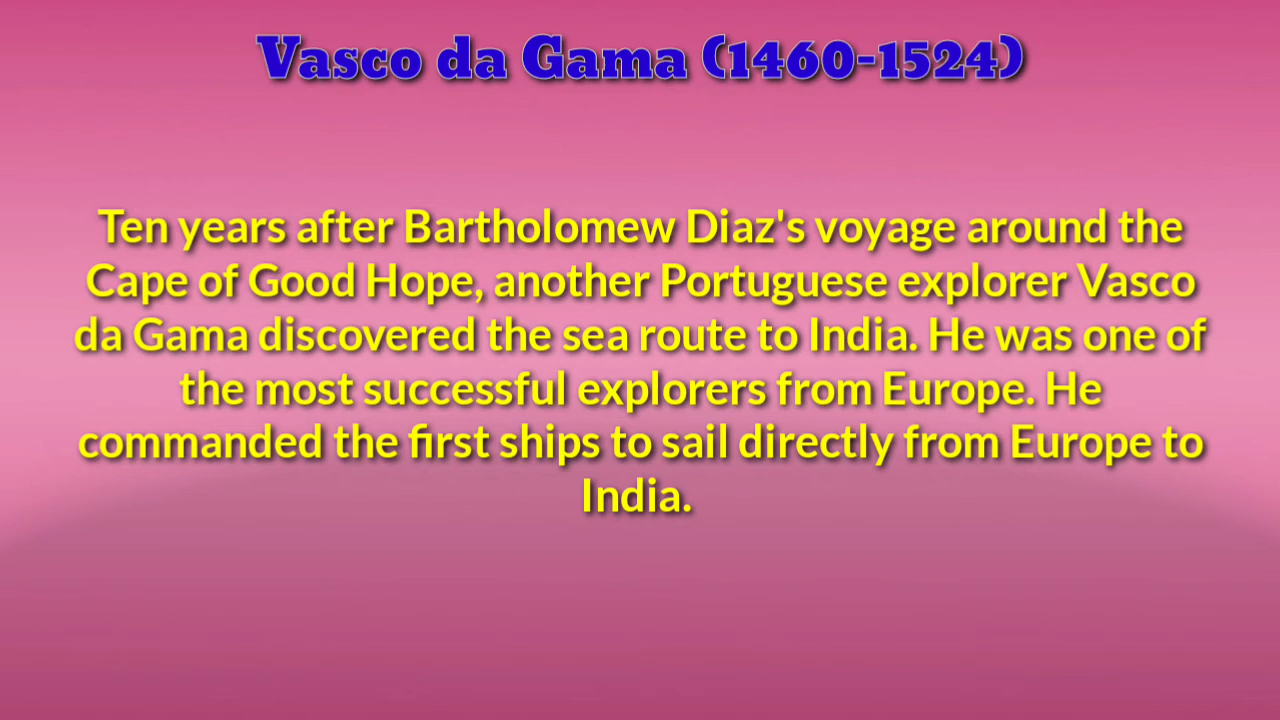 Vasco da Gama (1460-1524)
Ten years after Bartholomew Diaz's voyage around the
Cape of Good Hope, another Portuguese explorer Vasco
da Gama discovered the sea route to India. He was one of
the most successful explorers from Europe. He
commanded the first ships to sail directly from Europe to
India.